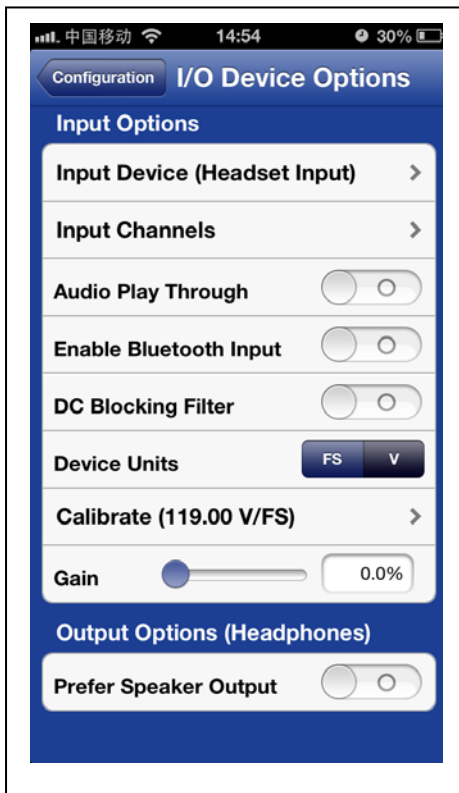 中国移动 14:54 30%
Configuration I/O Device Options
Input Options
Input Device (Headset Input)
Input Channels
Audio Play Through
Enable Bluetooth Input
DC Blocking Filter
Device Units FS V
Calibrate (119.00 V/FS)
Gain 0.0%
Output Options (Headphones)
Prefer Speaker Output